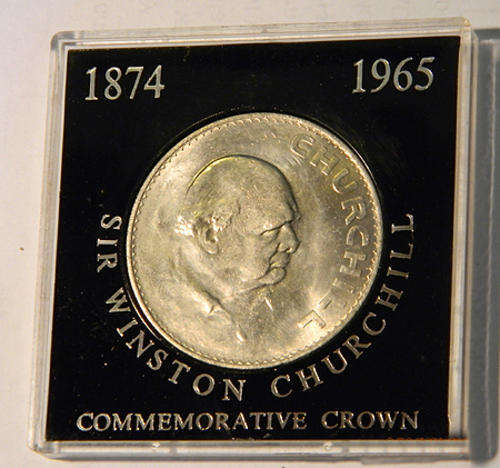 1874 1965
CHURCHILL
SIR WINSTON CHURCHILL
COMMEMORATIVE CROWN